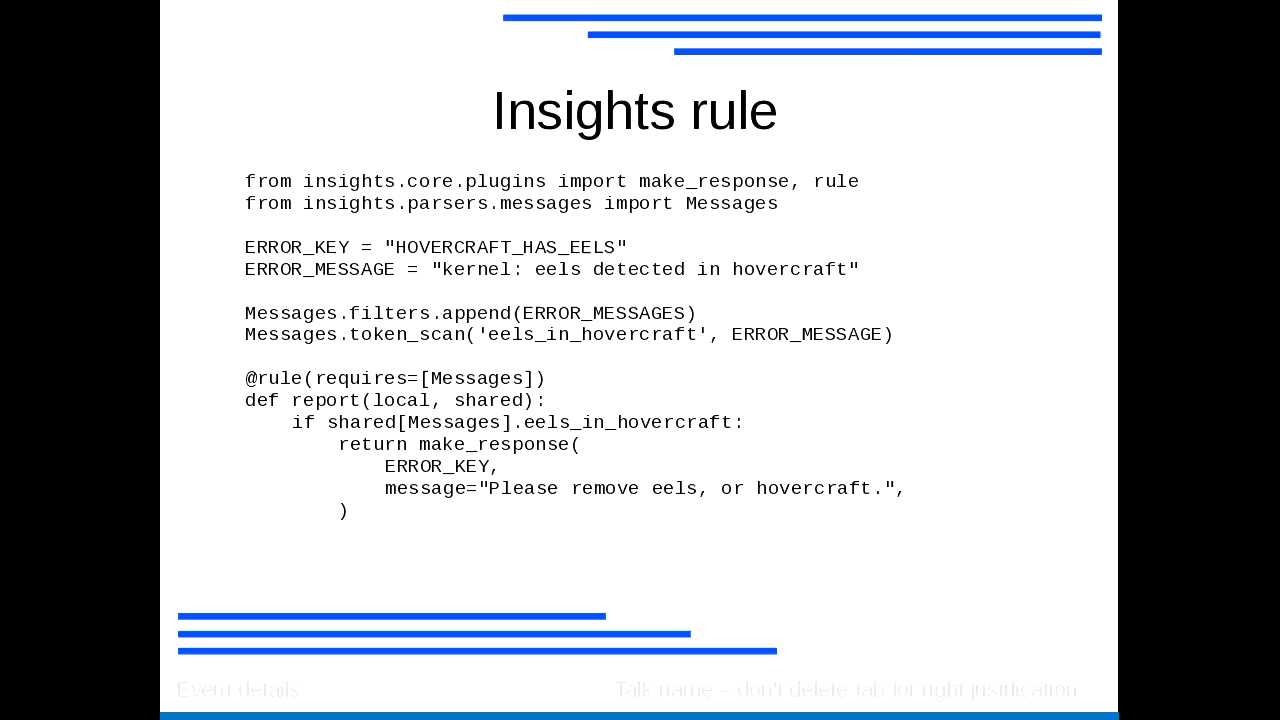 Insights rule
from insights.core.plugins import make_response, rule
from insights.parsers.messages import Messages
ERROR_KEY = "HOVERCRAFT_HAS_EELS"
ERROR_MESSAGE = "kernel: eels detected in hovercraft"
Messages.filters.append(ERROR_MESSAGES)
Messages.token_scan('eels_in_hovercraft', ERROR_MESSAGE)
@rule(requires=[Messages])
def report(local, shared):
    if shared[Messages].eels_in_hovercraft:
        return make_response(
            ERROR_KEY,
            message="Please remove eels, or hovercraft.",
        )
Event details
Talk name – don't delete tab for right justification